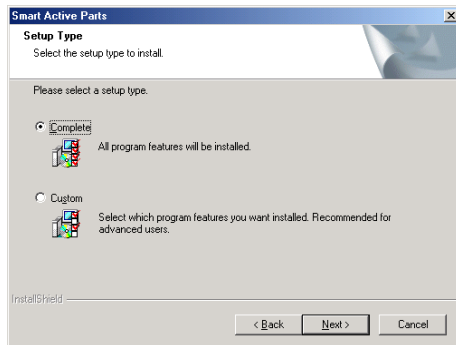 Smart Active Parts
Setup Type
Select the setup type to install.
Please select a setup type.
Complete
All program features will be installed.
Custom
Select which program features you want installed. Recommended for
advanced users.
InstallShield
< Back Next > Cancel